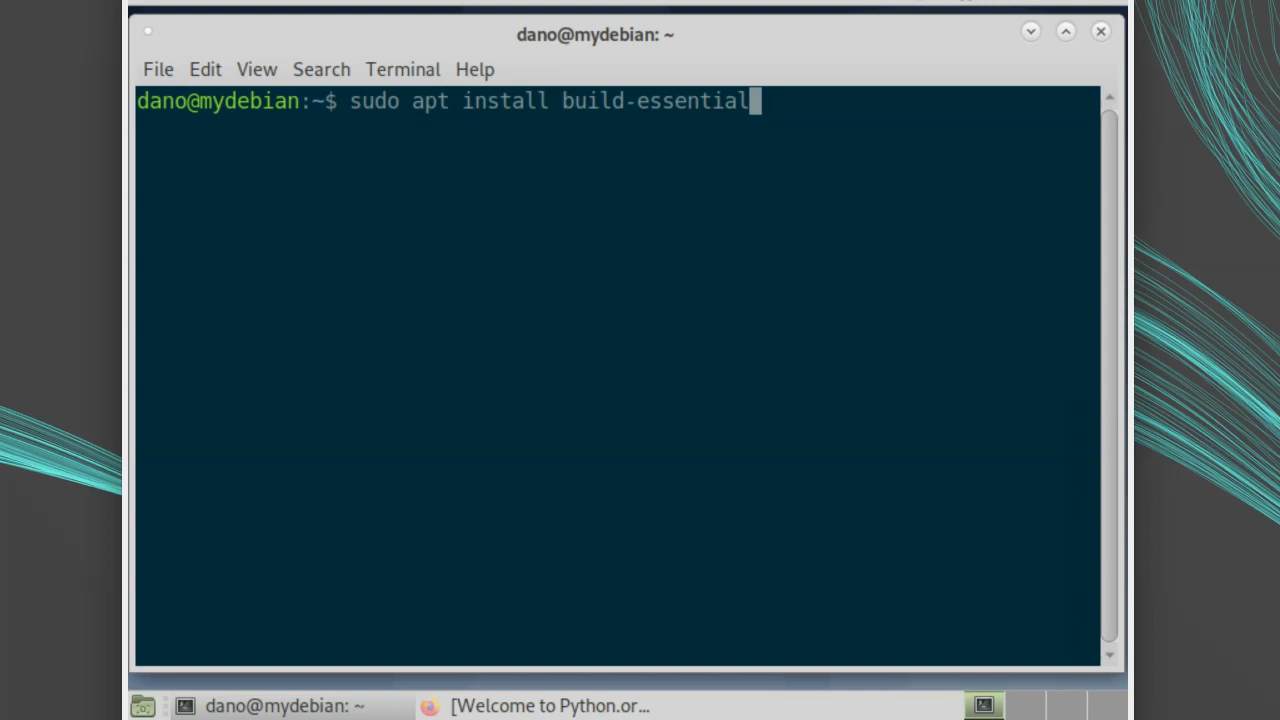 dano@mydebian: ~
File Edit View Search Terminal Help
dano@mydebian:~$ sudo apt install build-essential
dano@mydebian: ~
[Welcome to Python.or...